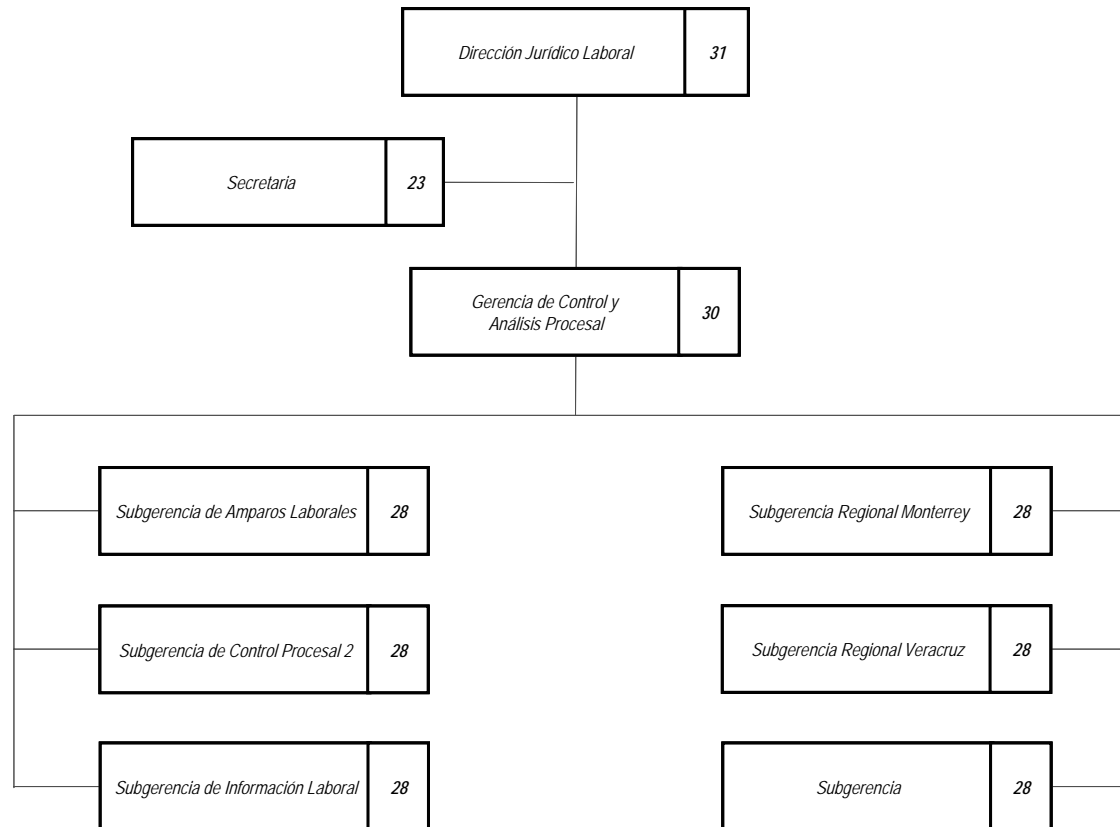 Dirección Jurídico Laboral 31
Secretaria 23
Gerencia de Control y
Análisis Procesal 30
Subgerencia de Amparos Laborales 28
Subgerencia Regional Monterrey 28
Subgerencia de Control Procesal 2 28
Subgerencia Regional Veracruz 28
Subgerencia de Información Laboral 28
Subgerencia 28